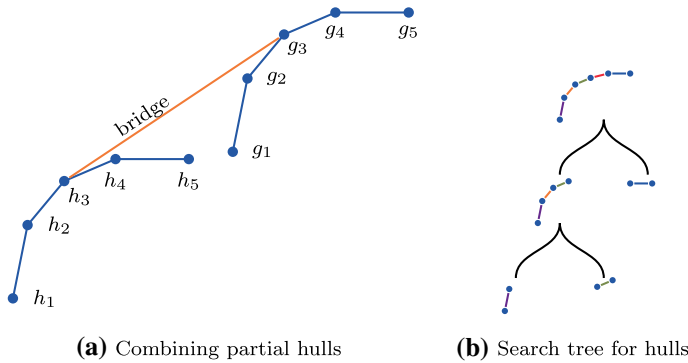 g₄
g₅
g₃
g₂
bridge
g₁
h₄
h₅
h₃
h₂
h₁
(a) Combining partial hulls
(b) Search tree for hulls